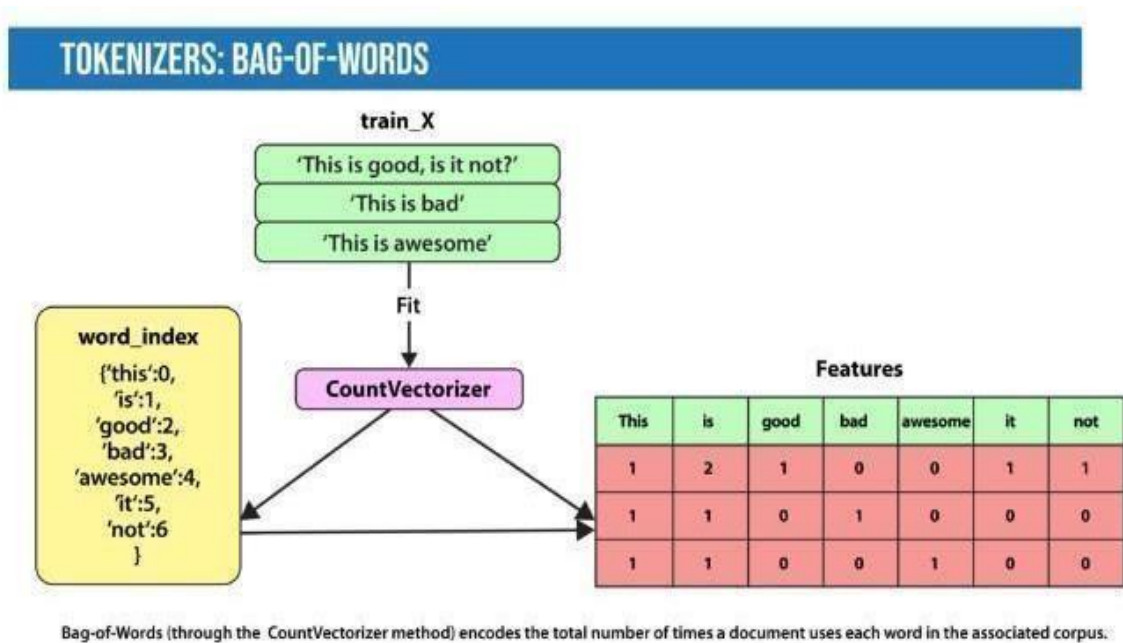 TOKENIZERS: BAG-OF-WORDS
train_X
'This is good, is it not?'
'This is bad'
'This is awesome'
Fit
CountVectorizer
word_index
{'this':0,
'is':1,
'good':2,
'bad':3,
'awesome':4,
'it':5,
'not':6
}
Features
This is good bad awesome it not
1 2 1 0 0 1 1
1 1 0 1 0 0 0
1 1 0 0 1 0 0
Bag-of-Words (through the CountVectorizer method) encodes the total number of times a document uses each word in the associated corpus.